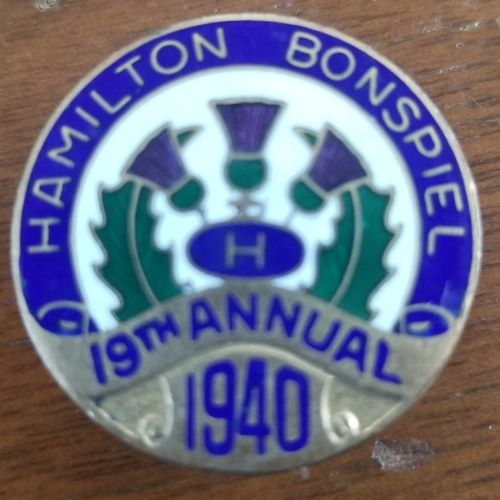 HAMILTON BONSPIEL
H
19TH ANNUAL
1940